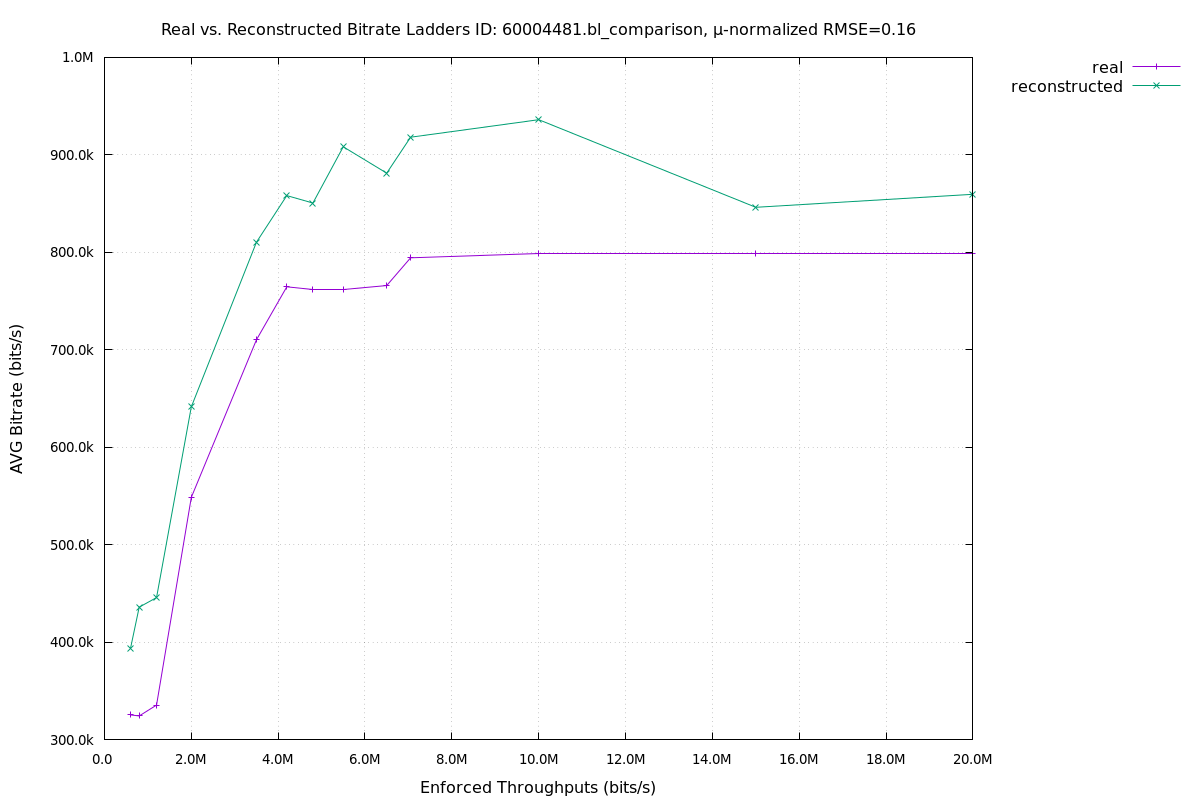 Real vs. Reconstructed Bitrate Ladders ID: 60004481.bl_comparison, μ-normalized RMSE=0.16
real
reconstructed
1.0M
900.0k
800.0k
700.0k
600.0k
500.0k
400.0k
300.0k
AVG Bitrate (bits/s)
0.0 2.0M 4.0M 6.0M 8.0M 10.0M 12.0M 14.0M 16.0M 18.0M 20.0M
Enforced Throughputs (bits/s)